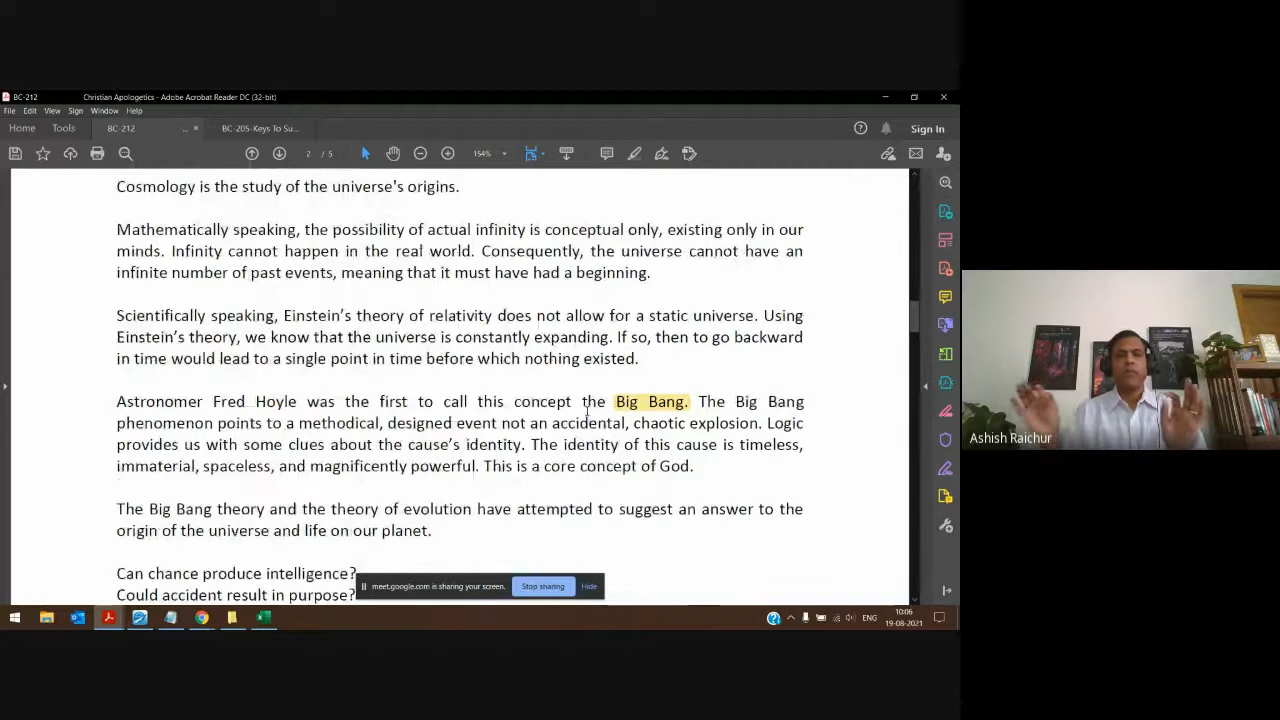 BC-212 Christian Apologetics - Adobe Acrobat Reader DC (32-bit)
File Edit View Sign Window Help
Home Tools BC-212 ... × BC-205-Keys To Su... Sign In
2 / 5 154%
Cosmology is the study of the universe's origins.
Mathematically speaking, the possibility of actual infinity is conceptual only, existing only in our
minds. Infinity cannot happen in the real world. Consequently, the universe cannot have an
infinite number of past events, meaning that it must have had a beginning.
Scientifically speaking, Einstein’s theory of relativity does not allow for a static universe. Using
Einstein’s theory, we know that the universe is constantly expanding. If so, then to go backward
in time would lead to a single point in time before which nothing existed.
Astronomer Fred Hoyle was the first to call this concept the Big Bang. The Big Bang
phenomenon points to a methodical, designed event not an accidental, chaotic explosion. Logic
provides us with some clues about the cause’s identity. The identity of this cause is timeless,
immaterial, spaceless, and magnificently powerful. This is a core concept of God.
The Big Bang theory and the theory of evolution have attempted to suggest an answer to the
origin of the universe and life on our planet.
Can chance produce intelligence?
Could accident result in purpose?
meet.google.com is sharing your screen. Stop sharing Hide
Ashish Raichur
ENG
10:06
19-08-2021